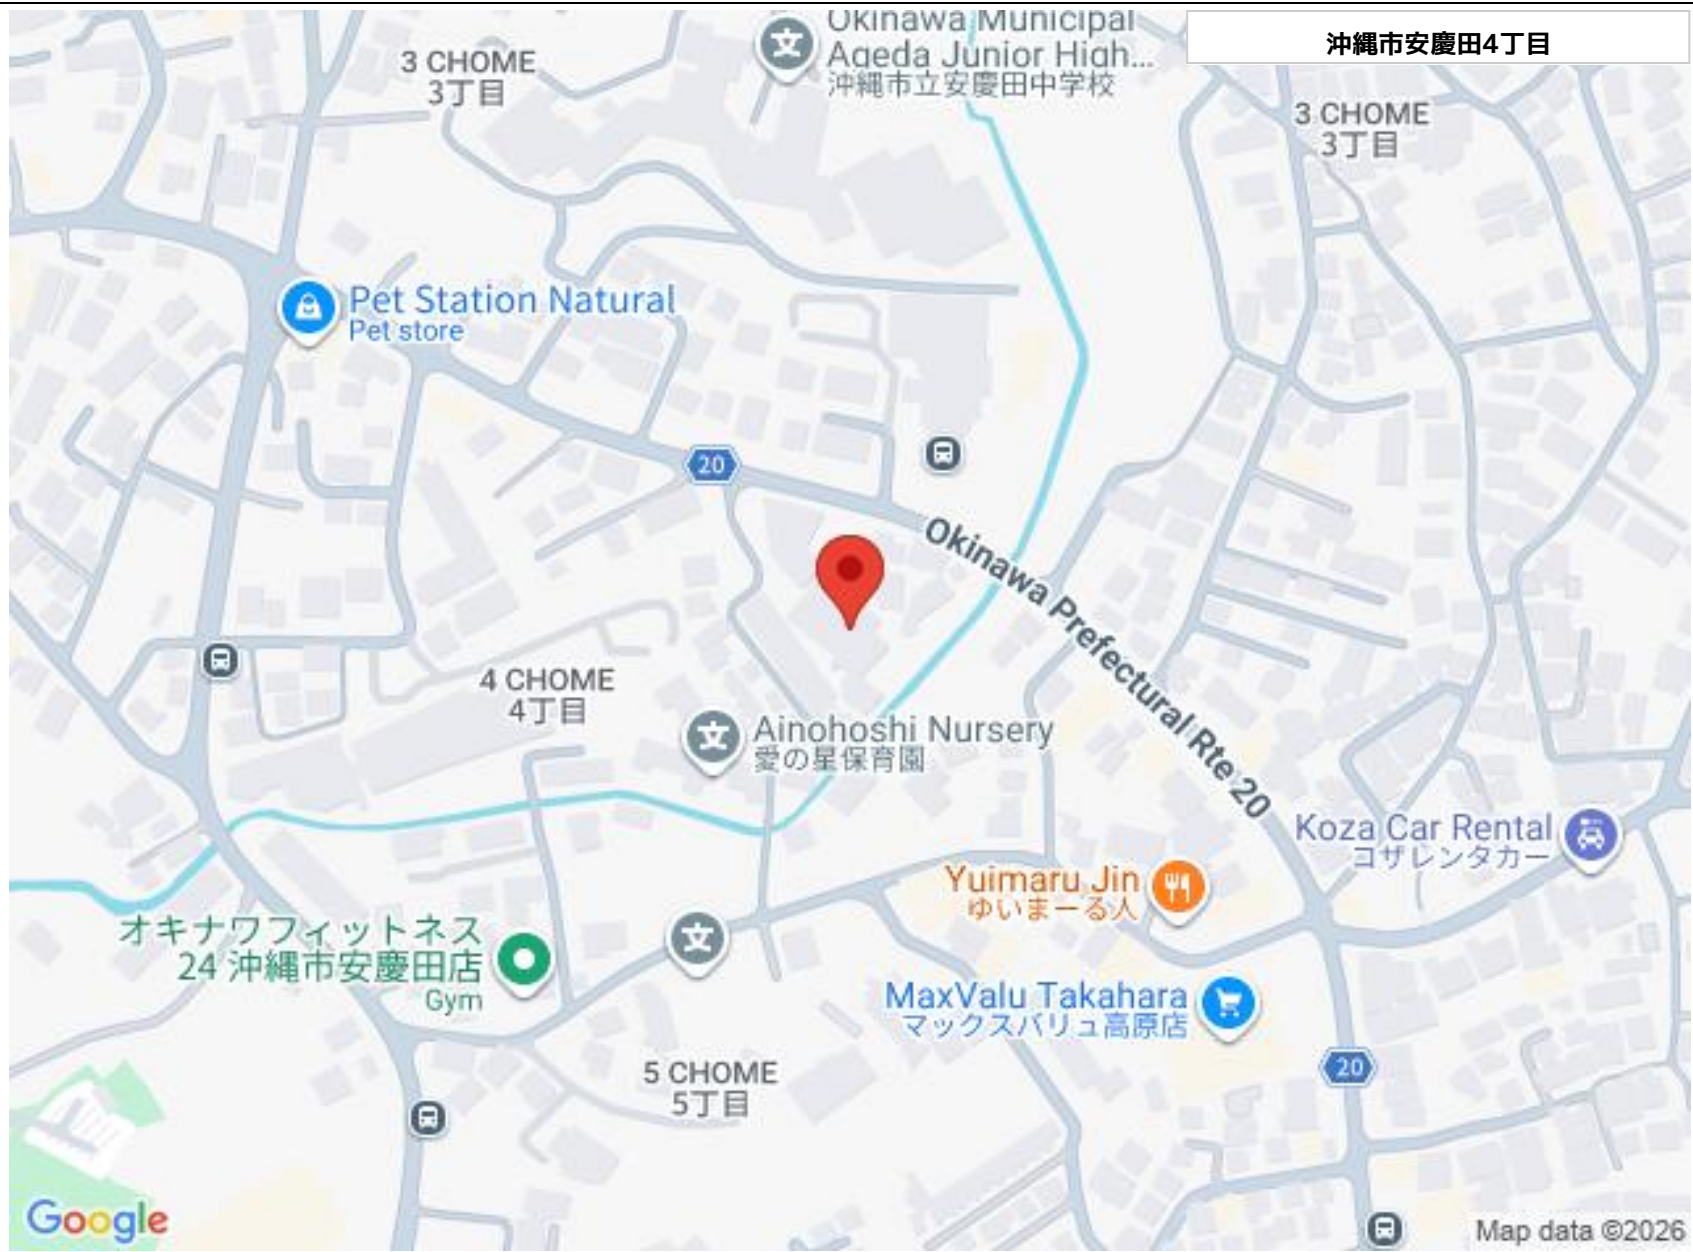 Okinawa Municipal
Ageda Junior High...
沖縄市立安慶田中学校
沖縄市安慶田4丁目
3 CHOME
3丁目
3 CHOME
3丁目
Pet Station Natural
Pet store
20
Okinawa Prefectural Rte 20
4 CHOME
4丁目
文
Ainohoshi Nursery
愛の星保育園
Koza Car Rental
コザレンタカー
Yuimaru Jin
ゆいまーる人
オキナワフィットネス
24 沖縄市安慶田店
Gym
文
MaxValu Takahara
マックスバリュ高原店
20
5 CHOME
5丁目
文
Google
Map data ©2026